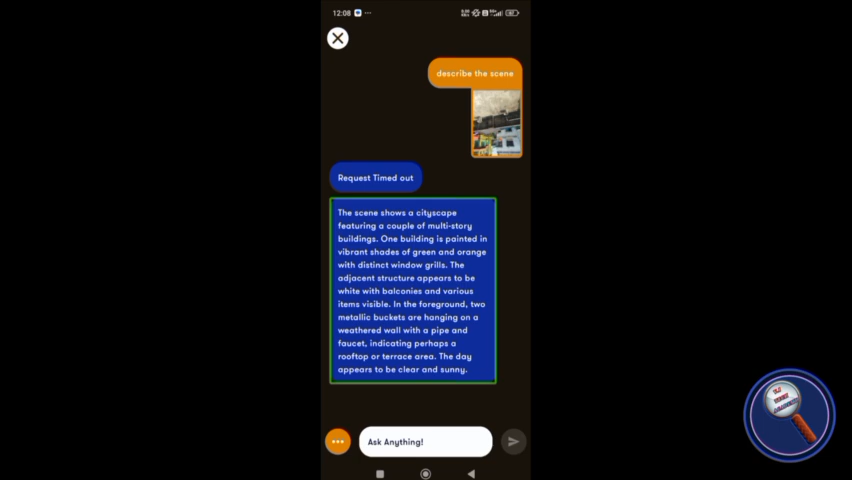 12:08
describe the scene
Request Timed out
The scene shows a cityscape
featuring a couple of multi-story
buildings. One building is painted in
vibrant shades of green and orange
with distinct window grills. The
adjacent structure appears to be
white with balconies and various
items visible. In the foreground, two
metallic buckets are hanging on a
weathered wall with a pipe and
faucet, indicating perhaps a
rooftop or terrace area. The day
appears to be clear and sunny.
Ask Anything!